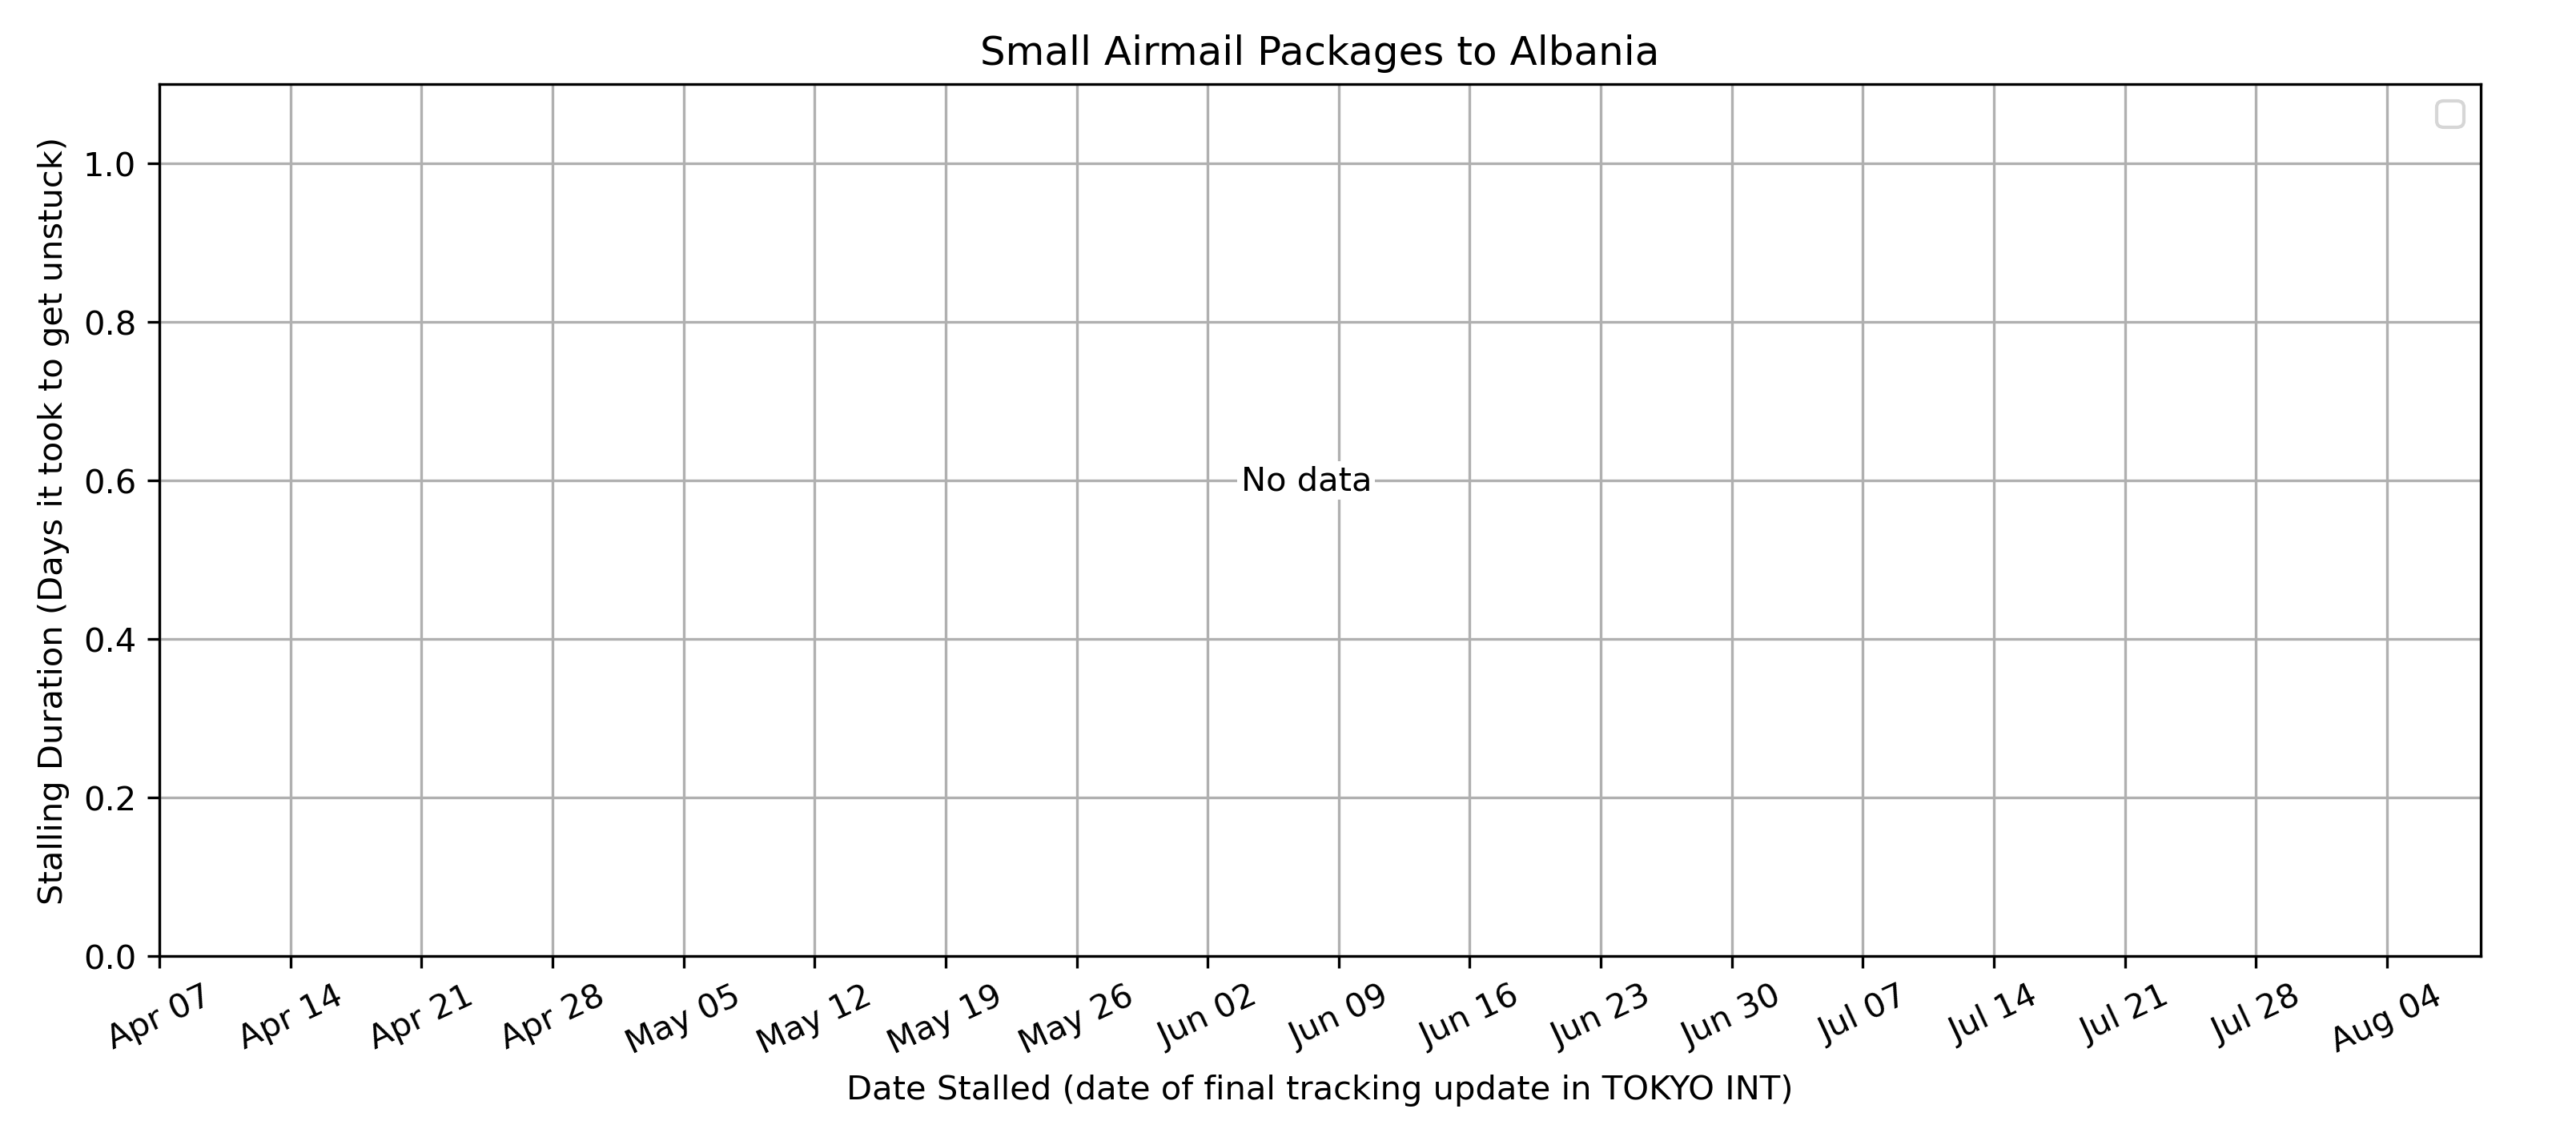 Small Airmail Packages to Albania
Stalling Duration (Days it took to get unstuck)
1.0
0.8
0.6
0.4
0.2
0.0
No data
Apr 07
Apr 14
Apr 21
Apr 28
May 05
May 12
May 19
May 26
Jun 02
Jun 09
Jun 16
Jun 23
Jun 30
Jul 07
Jul 14
Jul 21
Jul 28
Aug 04
Date Stalled (date of final tracking update in TOKYO INT)